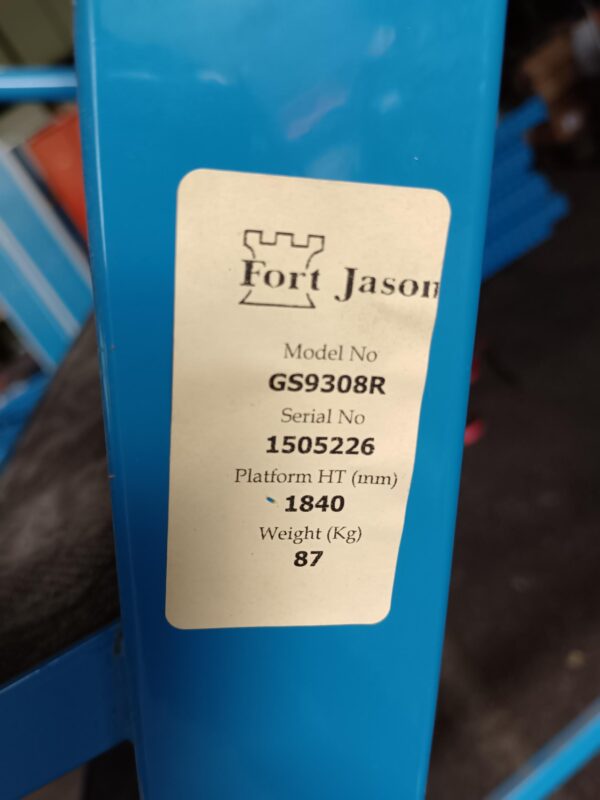 Fort Jason
Model No
GS9308R
Serial No
1505226
Platform HT (mm)
1840
Weight (Kg)
87